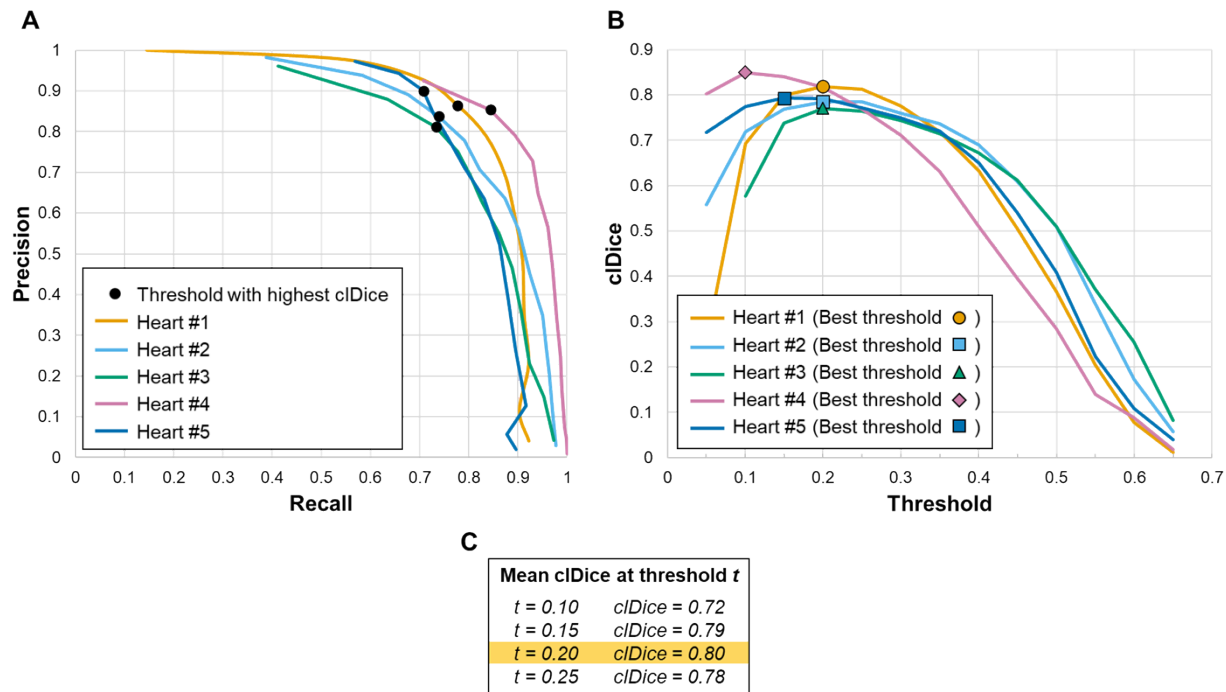 A
1
0.9
0.8
0.7
0.6
0.5
0.4
0.3
0.2
0.1
0
Precision
Threshold with highest clDice
Heart #1
Heart #2
Heart #3
Heart #4
Heart #5
0 0.1 0.2 0.3 0.4 0.5 0.6 0.7 0.8 0.9 1
Recall
B
0.9
0.8
0.7
0.6
0.5
0.4
0.3
0.2
0.1
0
clDice
Heart #1 (Best threshold )
Heart #2 (Best threshold )
Heart #3 (Best threshold )
Heart #4 (Best threshold )
Heart #5 (Best threshold )
0 0.1 0.2 0.3 0.4 0.5 0.6 0.7
Threshold
C
Mean clDice at threshold t
t = 0.10 clDice = 0.72
t = 0.15 clDice = 0.79
t = 0.20 clDice = 0.80
t = 0.25 clDice = 0.78